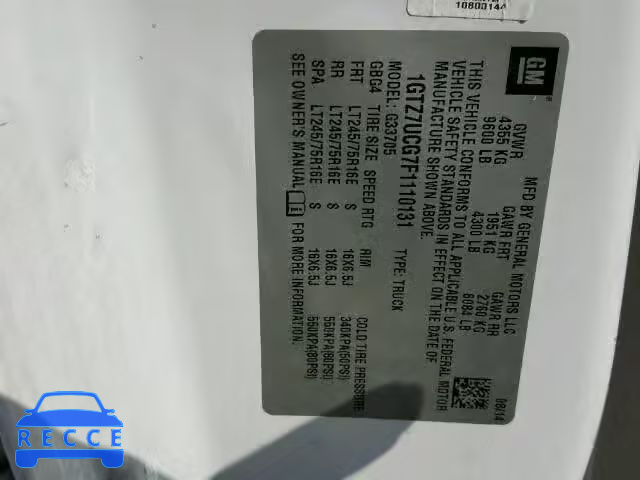 1080014
GM
MFD BY GENERAL MOTORS LLC
08/14
GVWR GAWR FRT GAWR RR
4355 KG 1951 KG 2760 KG
9600 LB 4300 LB 6084 LB
THIS VEHICLE CONFORMS TO ALL APPLICABLE U.S. FEDERAL MOTOR
VEHICLE SAFETY STANDARDS IN EFFECT ON THE DATE OF
MANUFACTURE SHOWN ABOVE.
1GTZ7UCG7F1110131
TYPE: TRUCK
MODEL: G33705
GBG4 TIRE SIZE SPEED RTG RIM COLD TIRE PRESSURE
FRT LT245/75R16E S 16X6.5J 340KPA(50PSI)
RR LT245/75R16E S 16X6.5J 550KPA(80PSI)
SPA LT245/75R16E S 16X6.5J 550KPA(80PSI)
SEE OWNER'S MANUAL FOR MORE INFORMATION.
RECCE